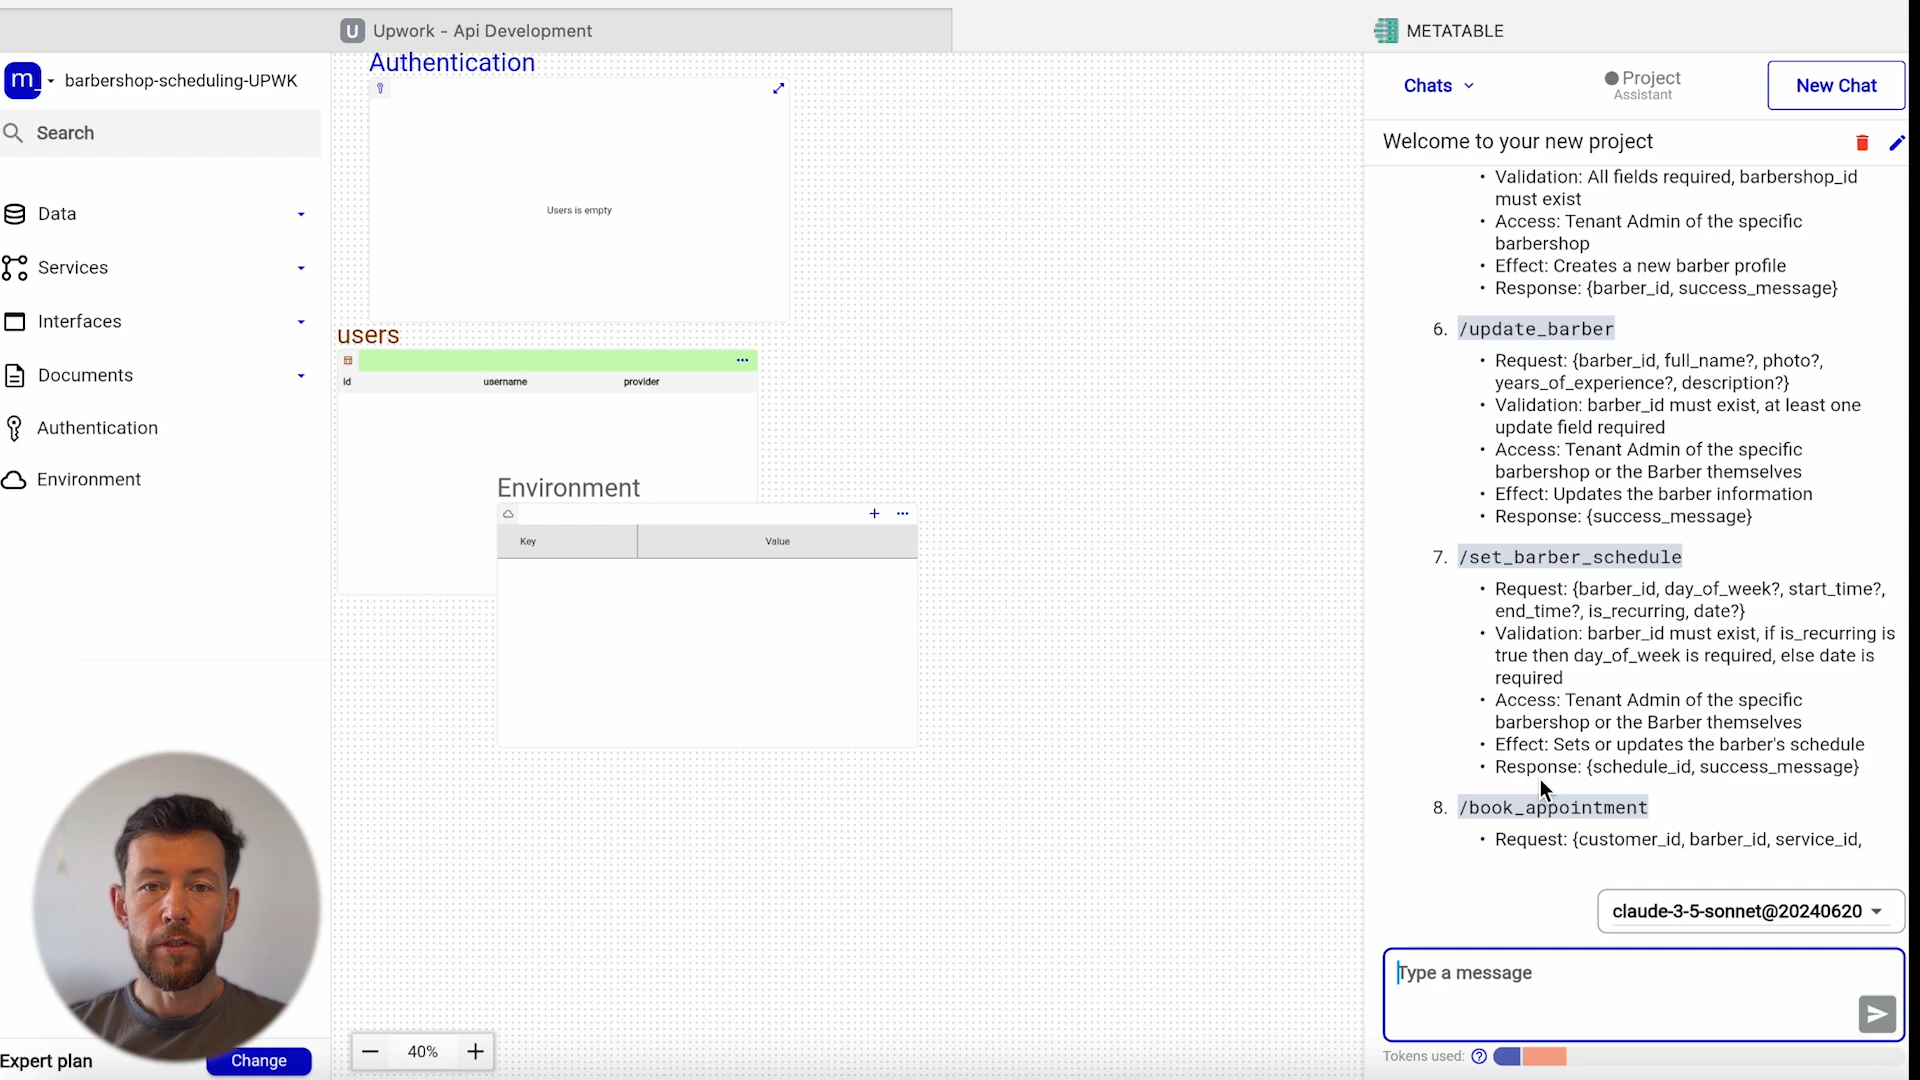 U Upwork - Api Development
METATABLE
m_ barbershop-scheduling-UPWK
Search
Data
Services
Interfaces
Documents
Authentication
Environment
Expert plan
Change
Authentication
Users is empty
users
id username provider
Environment
Key Value
40%
Chats
Project
Assistant
New Chat
Welcome to your new project
• Validation: All fields required, barbershop_id
must exist
• Access: Tenant Admin of the specific
barbershop
• Effect: Creates a new barber profile
• Response: {barber_id, success_message}
6. /update_barber
• Request: {barber_id, full_name?, photo?,
years_of_experience?, description?}
• Validation: barber_id must exist, at least one
update field required
• Access: Tenant Admin of the specific
barbershop or the Barber themselves
• Effect: Updates the barber information
• Response: {success_message}
7. /set_barber_schedule
• Request: {barber_id, day_of_week?, start_time?,
end_time?, is_recurring, date?}
• Validation: barber_id must exist, if is_recurring is
true then day_of_week is required, else date is
required
• Access: Tenant Admin of the specific
barbershop or the Barber themselves
• Effect: Sets or updates the barber's schedule
• Response: {schedule_id, success_message}
8. /book_appointment
• Request: {customer_id, barber_id, service_id,
claude-3-5-sonnet@20240620
Type a message
Tokens used: ?